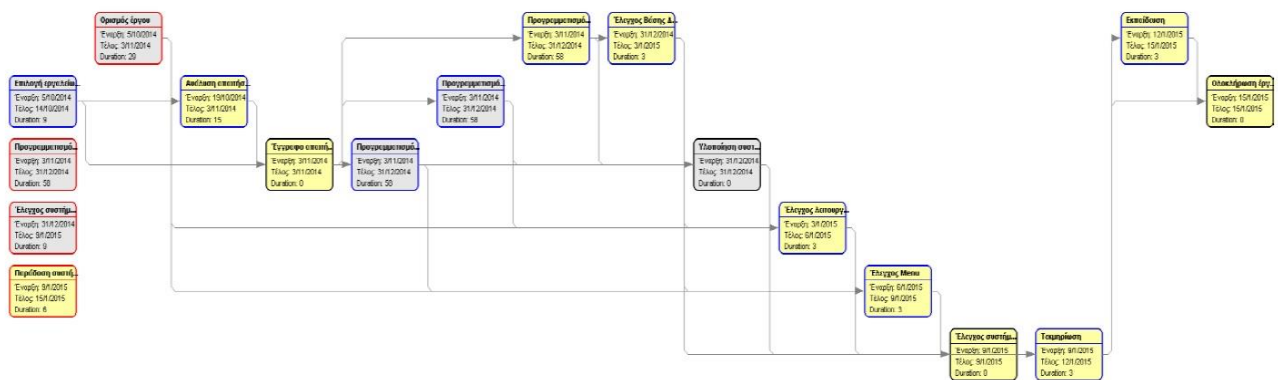 Ορισμός έργου
Έναρξη: 5/10/2014
Τέλος: 3/11/2014
Duration: 29
Προγραμματισμό...
Έναρξη: 3/11/2014
Τέλος: 31/12/2014
Duration: 58
Έλεγχος Βάσης Δ...
Έναρξη: 31/12/2014
Τέλος: 3/1/2015
Duration: 3
Εκπαίδευση
Έναρξη: 12/1/2015
Τέλος: 15/1/2015
Duration: 3
Επιλογή εργαλείω...
Έναρξη: 5/10/2014
Τέλος: 14/10/2014
Duration: 9
Ανάλυση απαιτήσ...
Έναρξη: 19/10/2014
Τέλος: 3/11/2014
Duration: 15
Προγραμματισμό...
Έναρξη: 3/11/2014
Τέλος: 31/12/2014
Duration: 58
Ολοκλήρωση έργ...
Έναρξη: 15/1/2015
Τέλος: 15/1/2015
Duration: 0
Προγραμματισμό...
Έναρξη: 3/11/2014
Τέλος: 31/12/2014
Duration: 58
Έγγραφο απαιτή...
Έναρξη: 3/11/2014
Τέλος: 3/11/2014
Duration: 0
Προγραμματισμό...
Έναρξη: 3/11/2014
Τέλος: 31/12/2014
Duration: 58
Υλοποίηση συστ...
Έναρξη: 31/12/2014
Τέλος: 31/12/2014
Duration: 0
Έλεγχος συστήμ...
Έναρξη: 31/12/2014
Τέλος: 9/1/2015
Duration: 9
Έλεγχος λειτουργ...
Έναρξη: 3/1/2015
Τέλος: 6/1/2015
Duration: 3
Παράδοση συστή...
Έναρξη: 9/1/2015
Τέλος: 15/1/2015
Duration: 6
Έλεγχος Menu
Έναρξη: 6/1/2015
Τέλος: 9/1/2015
Duration: 3
Έλεγχος συστήμ...
Έναρξη: 9/1/2015
Τέλος: 9/1/2015
Duration: 0
Τεκμηρίωση
Έναρξη: 9/1/2015
Τέλος: 12/1/2015
Duration: 3